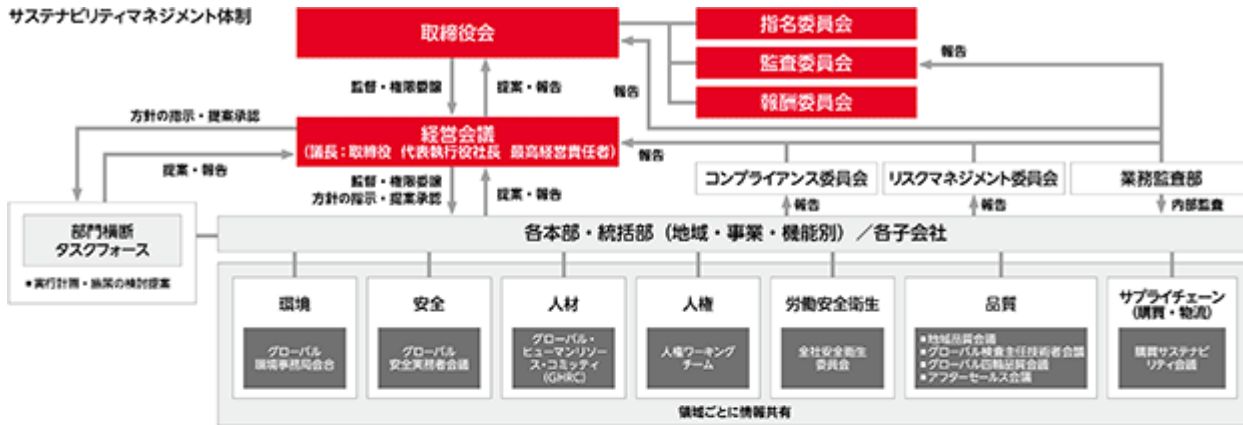 サステナビリティマネジメント体制
取締役会
指名委員会
監査委員会
報酬委員会
報告
監督・権限委譲
提案・報告
報告
方針の指示・提案承認
経営会議
(議長：取締役 代表執行役社長 最高経営責任者)
報告
提案・報告
監督・権限委譲
方針の指示・提案承認
提案・報告
コンプライアンス委員会
リスクマネジメント委員会
業務監査部
報告
報告
内部監査
部門横断
タスクフォース
■実行計画・施策の検討提案
各本部・統括部（地域・事業・機能別）／各子会社
環境
グローバル
環境事務局会合
安全
グローバル
安全実務者会議
人材
グローバル・
ヒューマンリソー
ス・コミッティ
(GHRC)
人権
人権ワーキング
チーム
労働安全衛生
全社安全衛生
委員会
品質
■地域品質会議
■グローバル検査主任技術者会議
■グローバル四輪品質会議
■アフターセールス会議
サプライチェーン
（購買・物流）
購買サステナビ
リティ会議
領域ごとに情報共有